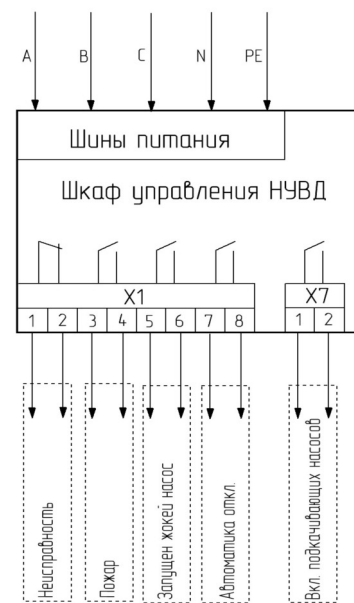 A B C N PE
Шины питания
Шкаф управления НУВД
X1 X7
1 2 3 4 5 6 7 8 1 2
Неисправность
Пожар
Запущен жокей насос
Автоматика откл.
Вкл. подкачивающих насосов